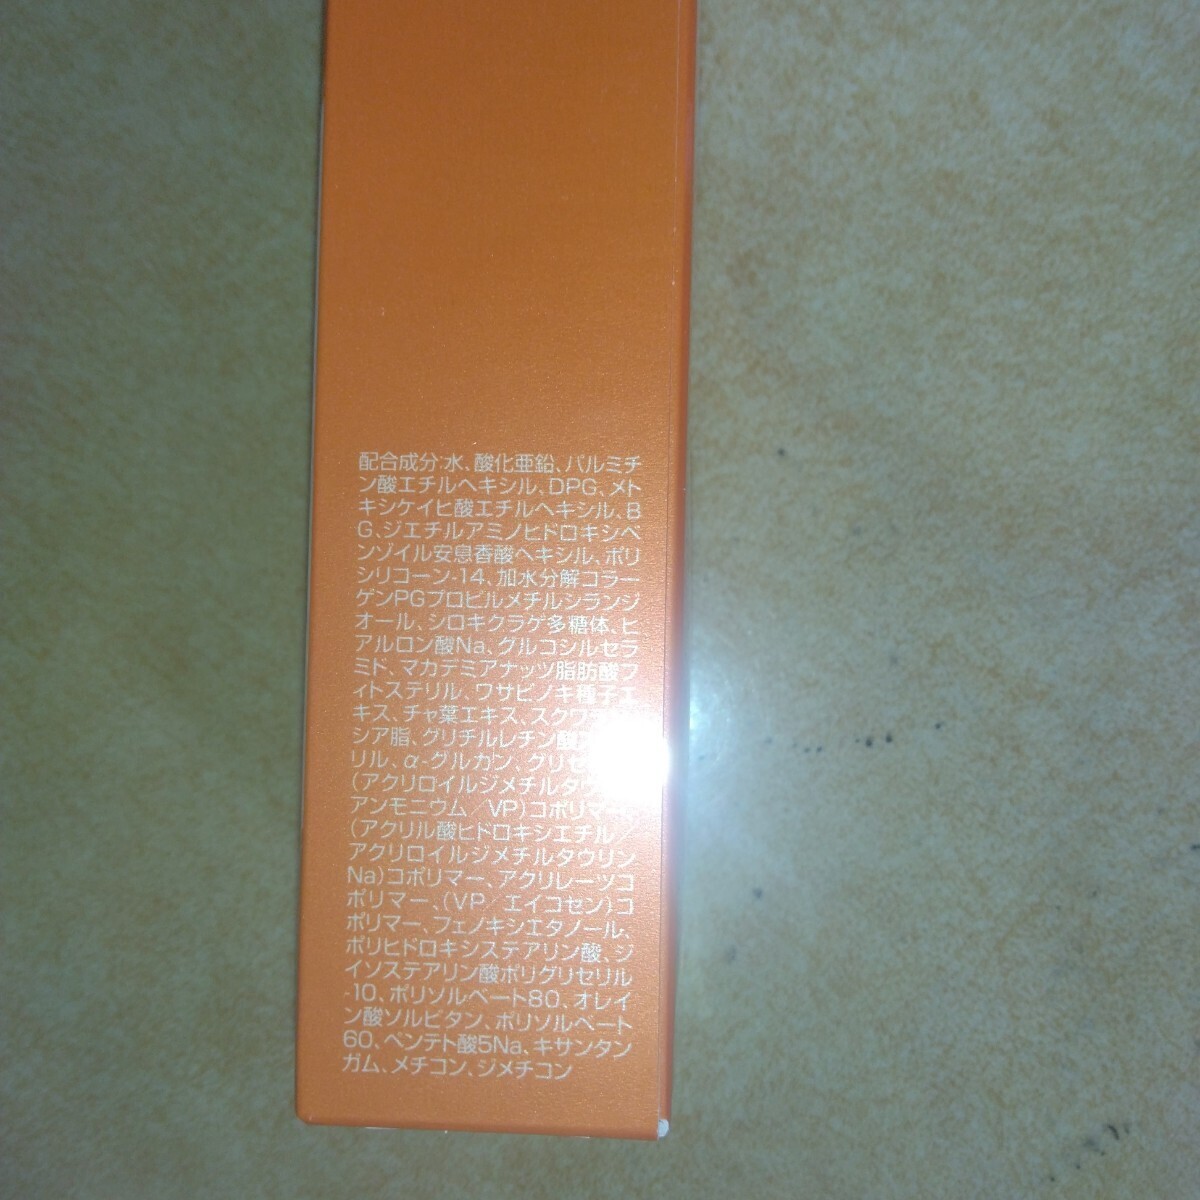 配合成分:水、酸化亜鉛、パルミチ
ン酸エチルヘキシル、DPG、メト
キシケイヒ酸エチルヘキシル、B
G、ジエチルアミノヒドロキシベ
ンゾイル安息香酸ヘキシル、ポリ
シリコーン-14、加水分解コラー
ゲンPGプロピルメチルシランジ
オール、シロキクラゲ多糖体、ヒ
アルロン酸Na、グルコシルセラ
ミド、マカデミアナッツ脂肪酸フ
ィトステリル、ワサビノキ種子エ
キス、チャ葉エキス、スクワ
シア脂、グリチルレチン酸ス
リル、α-グルカン、グリセ
(アクリロイルジメチルタウ
アンモニウム/VP)コポリマー
(アクリル酸ヒドロキシエチル/
アクリロイルジメチルタウリン
Na)コポリマー、アクリレーツコ
ポリマー、(VP/エイコセン)コ
ポリマー、フェノキシエタノール、
ポリヒドロキシステアリン酸、ジ
イソステアリン酸ポリグリセリル
-10、ポリソルベート80、オレイ
ン酸ソルビタン、ポリソルベート
60、ペンテト酸5Na、キサンタン
ガム、メチコン、ジメチコン